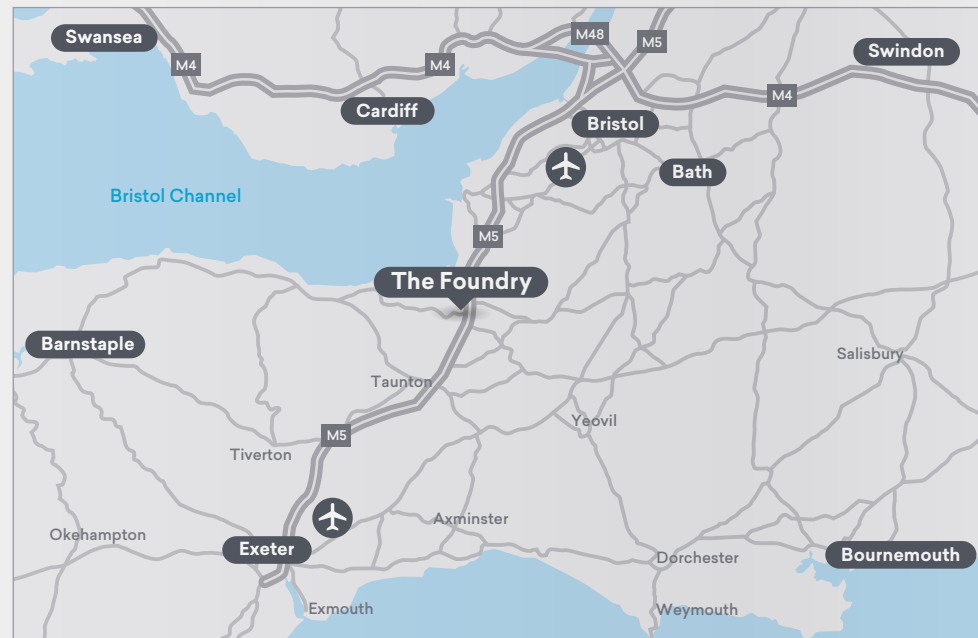 Swansea
M48
M5
Swindon
M4
M4
M4
Cardiff
Bristol
Bath
Bristol Channel
M5
The Foundry
Barnstaple
Salisbury
Taunton
Yeovil
M5
Tiverton
Axminster
Okehampton
Exeter
Dorchester
Bournemouth
Exmouth
Weymouth